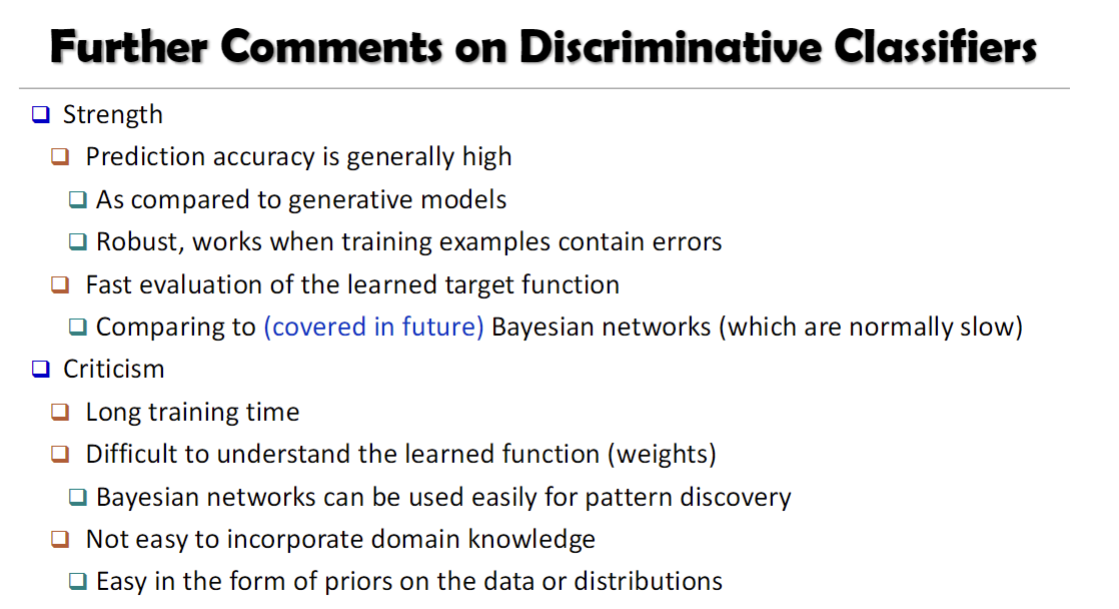 Further Comments on Discriminative Classifiers
Strength
Prediction accuracy is generally high
As compared to generative models
Robust, works when training examples contain errors
Fast evaluation of the learned target function
Comparing to (covered in future) Bayesian networks (which are normally slow)
Criticism
Long training time
Difficult to understand the learned function (weights)
Bayesian networks can be used easily for pattern discovery
Not easy to incorporate domain knowledge
Easy in the form of priors on the data or distributions